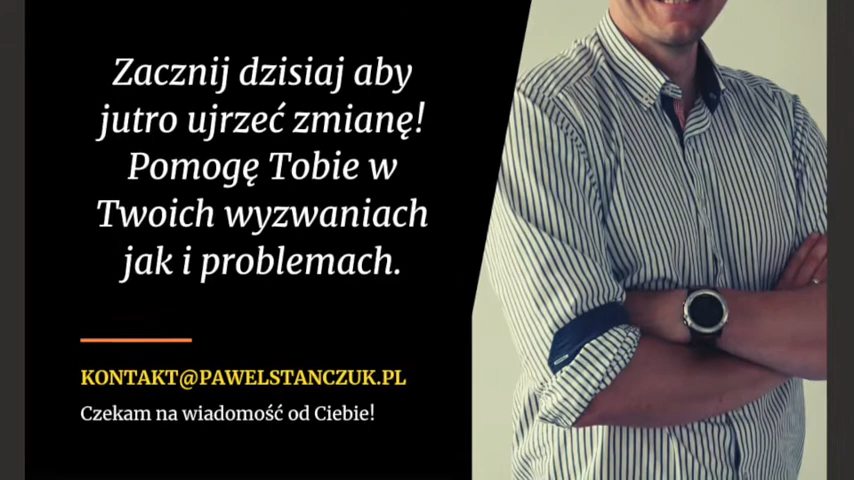 Zacznij dzisiaj aby
jutro ujrzeć zmianę!
Pomogę Tobie w
Twoich wyzwaniach
jak i problemach.
KONTAKT@PAWELSTANCZUK.PL
Czekam na wiadomość od Ciebie!